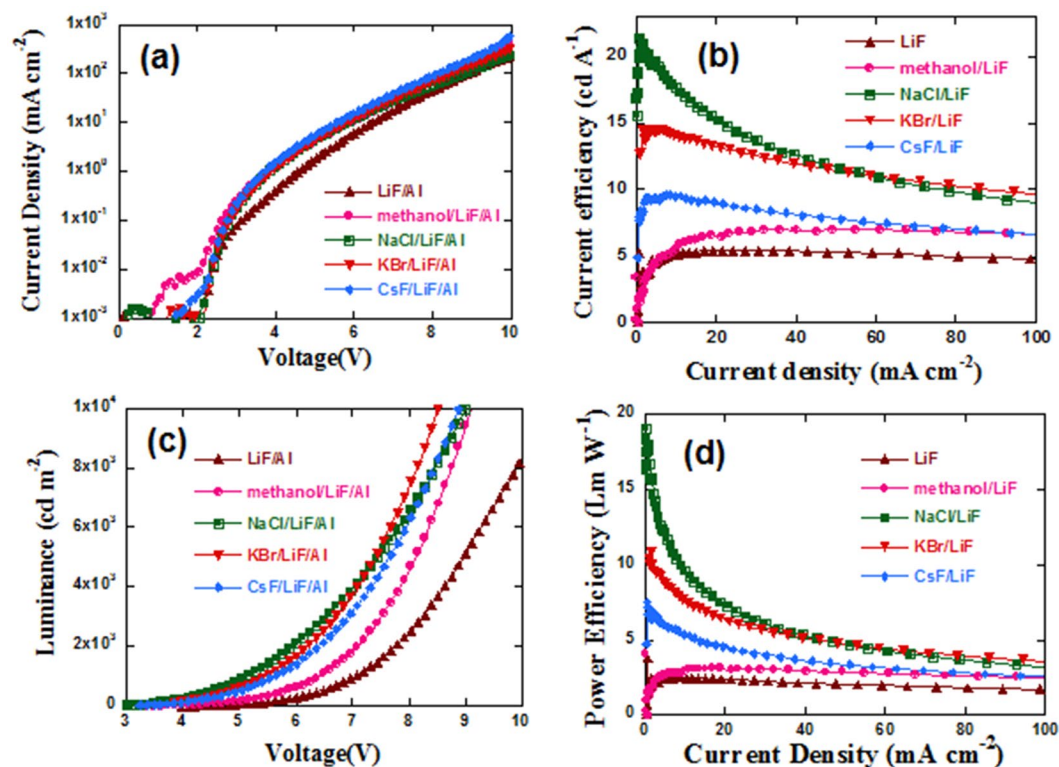 (a)
Current Density (mA cm⁻²)
1x10³
1x10²
1x10¹
1x10⁰
1x10⁻¹
1x10⁻²
1x10⁻³
LiF/Al
methanol/LiF/Al
NaCl/LiF/Al
KBr/LiF/Al
CsF/LiF/Al
0 2 4 6 8 10
Voltage(V)
(b)
Current efficiency (cd A⁻¹)
20
15
10
5
0
LiF
methanol/LiF
NaCl/LiF
KBr/LiF
CsF/LiF
0 20 40 60 80 100
Current density (mA cm⁻²)
(c)
Luminance (cd m⁻²)
1x10⁴
8x10³
6x10³
4x10³
2x10³
0
LiF/Al
methanol/LiF/Al
NaCl/LiF/Al
KBr/LiF/Al
CsF/LiF/Al
3 4 5 6 7 8 9 10
Voltage(V)
(d)
Power Efficiency (Lm W⁻¹)
20
15
10
5
0
LiF
methanol/LiF
NaCl/LiF
KBr/LiF
CsF/LiF
0 20 40 60 80 100
Current Density (mA cm⁻²)